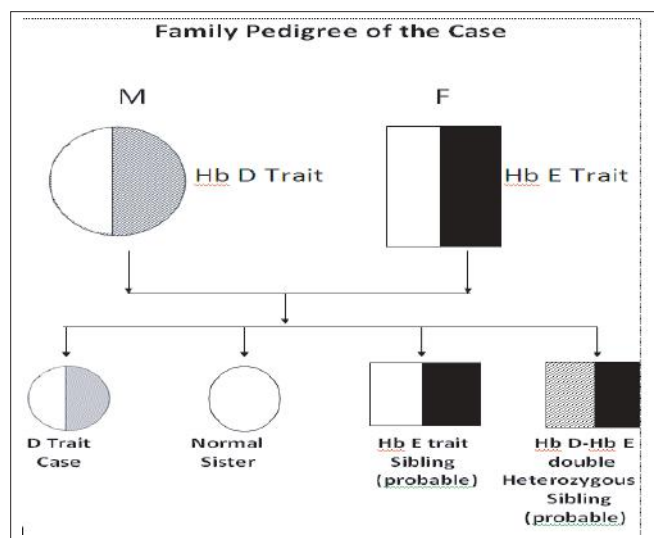 Family Pedigree of the Case
M
F
Hb D Trait
Hb E Trait
D Trait
Case
Normal
Sister
Hb E trait
Sibling
(probable)
Hb D-Hb E
double
Heterozygous
Sibling
(probable)